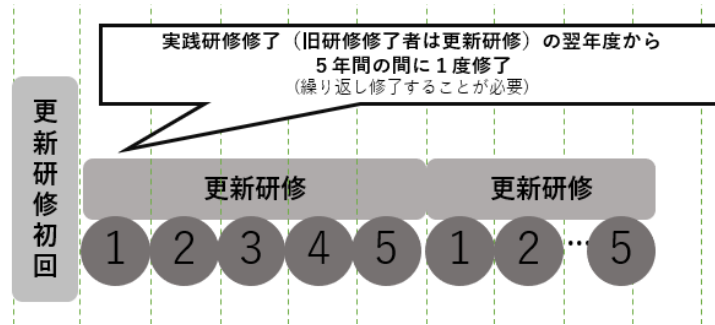 実践研修修了（旧研修修了者は更新研修）の翌年度から
５年間の間に１度修了
（繰り返し修了することが必要）
更新研修初回
更新研修
更新研修
1 2 3 4 5 1 2 … 5